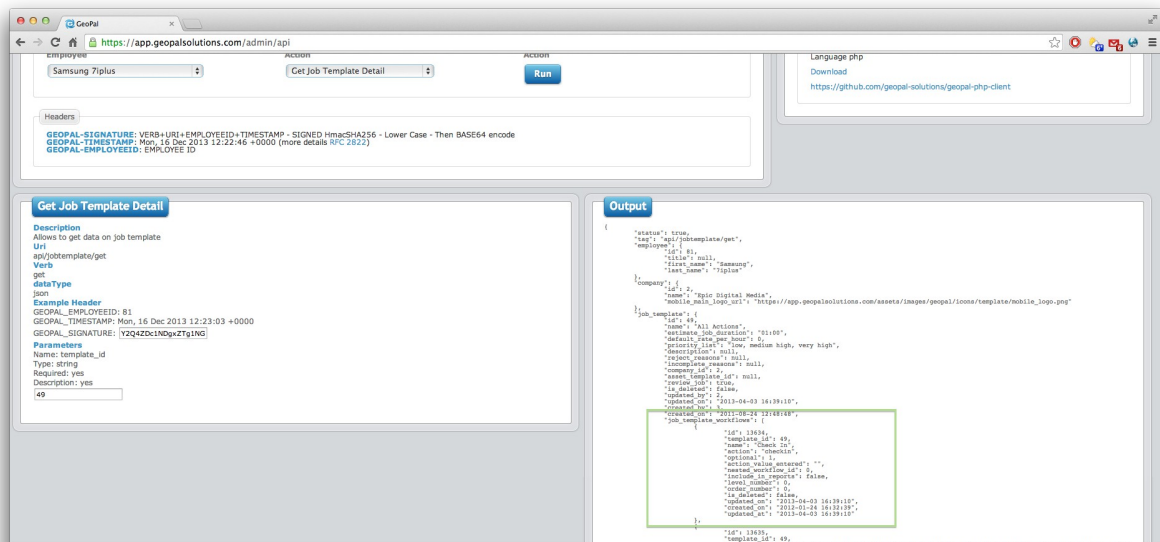 GeoPal
https://app.geopalsolutions.com/admin/api
Employee Action Action
Samsung 7iplus Get Job Template Detail Run
Headers
GEOPAL-SIGNATURE: VERB+URI+EMPLOYEEID+TIMESTAMP - SIGNED HmacSHA256 - Lower Case - Then BASE64 encode
GEOPAL-TIMESTAMP: Mon, 16 Dec 2013 12:22:46 +0000 (more details RFC 2822)
GEOPAL-EMPLOYEEID: EMPLOYEE ID
Language php
Download
https://github.com/geopal-solutions/geopal-php-client
Get Job Template Detail
Description
Allows to get data on job template
Uri
api/jobtemplate/get
Verb
get
dataType
json
Example Header
GEOPAL_EMPLOYEEID: 81
GEOPAL_TIMESTAMP: Mon, 16 Dec 2013 12:23:03 +0000
GEOPAL_SIGNATURE: Y2Q4ZDc1NDgxZTg1NG
Parameters
Name: template_id
Type: string
Required: yes
Description: yes
49
Output
{
"status": true,
"tag": "api/jobtemplate/get",
"employee": {
"id": 81,
"title": null,
"first_name": "Samsung",
"last_name": "7iplus"
},
"company": {
"id": 2,
"name": "Epic Digital Media",
"mobile_main_logo_url": "https://app.geopalsolutions.com/assets/images/geopal/icons/template/mobile_logo.png"
},
"job_template": {
"id": 49,
"name": "All Actions",
"estimate_job_duration": "01:00",
"default_rate_per_hour": 0,
"priority_list": "low, medium high, very high",
"description": null,
"reject_reasons": null,
"incomplete_reasons": null,
"company_id": 2,
"asset_template_id": null,
"review_job": true,
"is_deleted": false,
"updated_by": 2,
"updated_on": "2013-04-03 16:39:10",
"created_by": 3,
"created_on": "2011-08-24 12:48:48",
"job_template_workflows": [
{
"id": 13634,
"template_id": 49,
"name": "Check In",
"action": "checkin",
"optional": 1,
"action_value_entered": "",
"nested_workflow_id": 0,
"include_in_reports": false,
"level_number": 0,
"order_number": 0,
"is_deleted": false,
"updated_on": "2013-04-03 16:39:10",
"created_on": "2012-01-24 16:32:39",
"updated_at": "2013-04-03 16:39:10"
},
{
"id": 13635,
"template_id": 49,